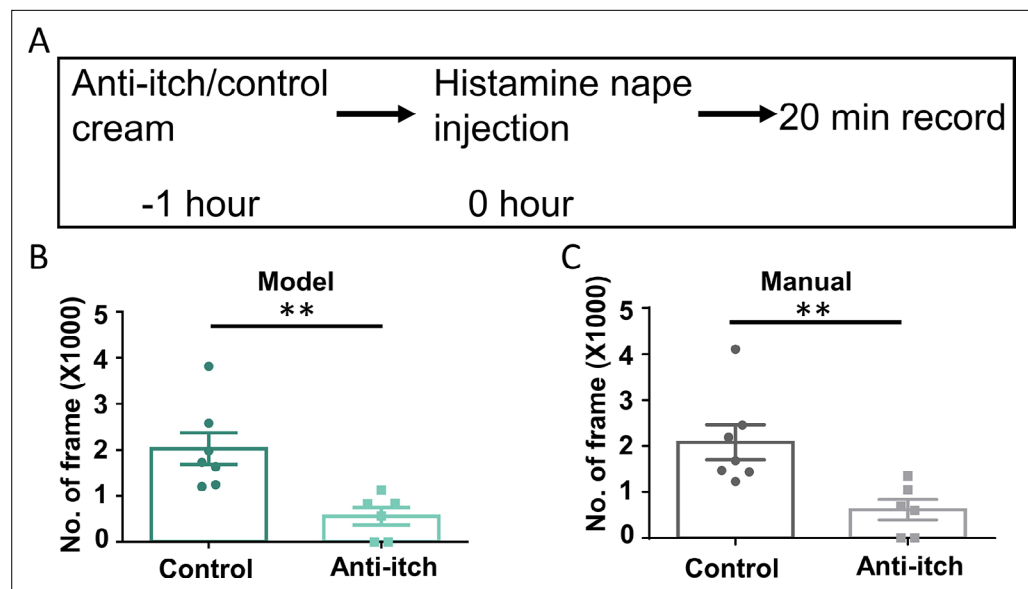 A
Anti-itch/control
cream
Histamine nape
injection
20 min record
-1 hour
0 hour
B
Model
**
No. of frame (X1000)
5
4
3
2
1
0
Control
Anti-itch
C
Manual
**
No. of frame (X1000)
5
4
3
2
1
0
Control
Anti-itch